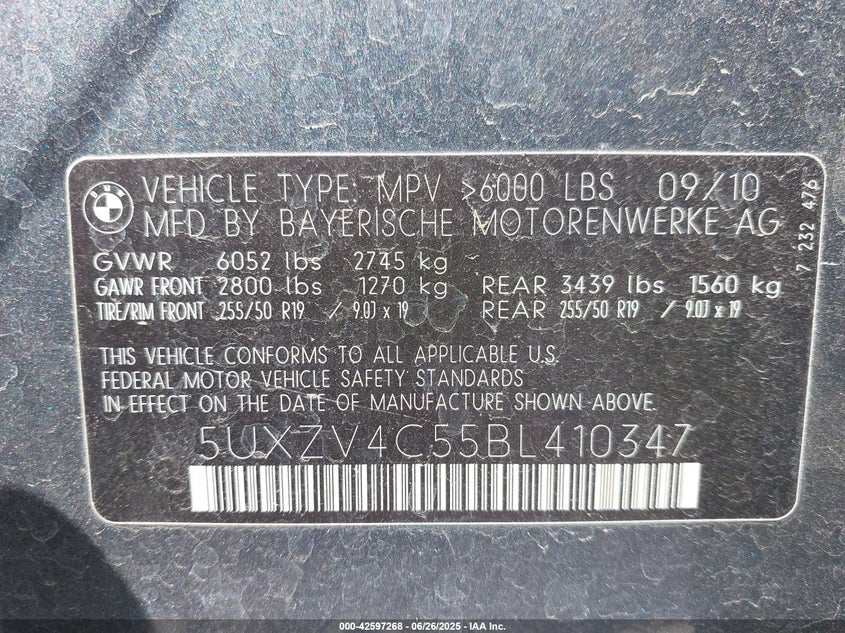 BMW
VEHICLE TYPE: MPV >6000 LBS 09/10
MFD BY BAYERISCHE MOTORENWERKE AG
GVWR 6052 lbs 2745 kg
GAWR FRONT 2800 lbs 1270 kg REAR 3439 lbs 1560 kg
TIRE/RIM FRONT 255/50 R19 / 9.0J x 19 REAR 255/50 R19 / 9.0J x 19
THIS VEHICLE CONFORMS TO ALL APPLICABLE U.S.
FEDERAL MOTOR VEHICLE SAFETY STANDARDS
IN EFFECT ON THE DATE OF MANUFACTURE SHOWN ABOVE.
5UXZV4C55BL410347
7 232 476
000-42597268 - 06/26/2025 - IAA Inc.